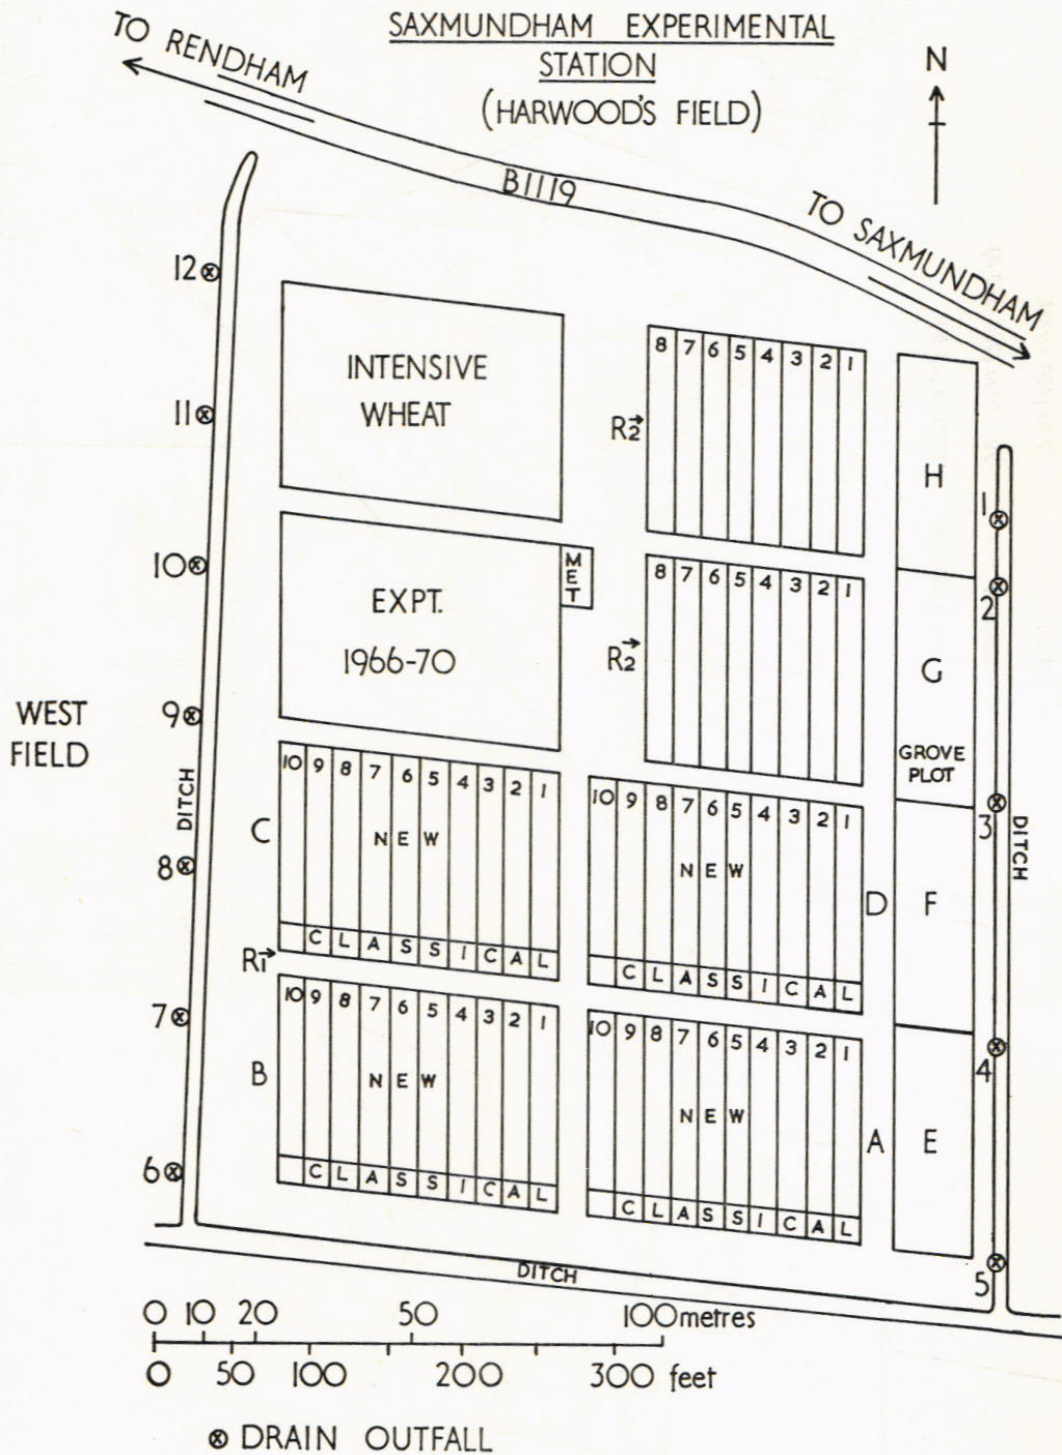 SAXMUNDHAM EXPERIMENTAL
STATION
(HARWOOD'S FIELD)
N
TO RENDHAM
B1119
TO SAXMUNDHAM
12
11
10
9
8
7
6
WEST
FIELD
DITCH
INTENSIVE
WHEAT
EXPT.
1966-70
MET
R2
8 7 6 5 4 3 2 1
R2
8 7 6 5 4 3 2 1
H
G
GROVE
PLOT
F
E
1
2
3
4
5
DITCH
C
10 9 8 7 6 5 4 3 2 1
NEW
CLASSICAL
D
10 9 8 7 6 5 4 3 2 1
NEW
CLASSICAL
R1
B
10 9 8 7 6 5 4 3 2 1
NEW
CLASSICAL
A
10 9 8 7 6 5 4 3 2 1
NEW
CLASSICAL
DITCH
0 10 20 50 100 metres
0 50 100 200 300 feet
⊗ DRAIN OUTFALL